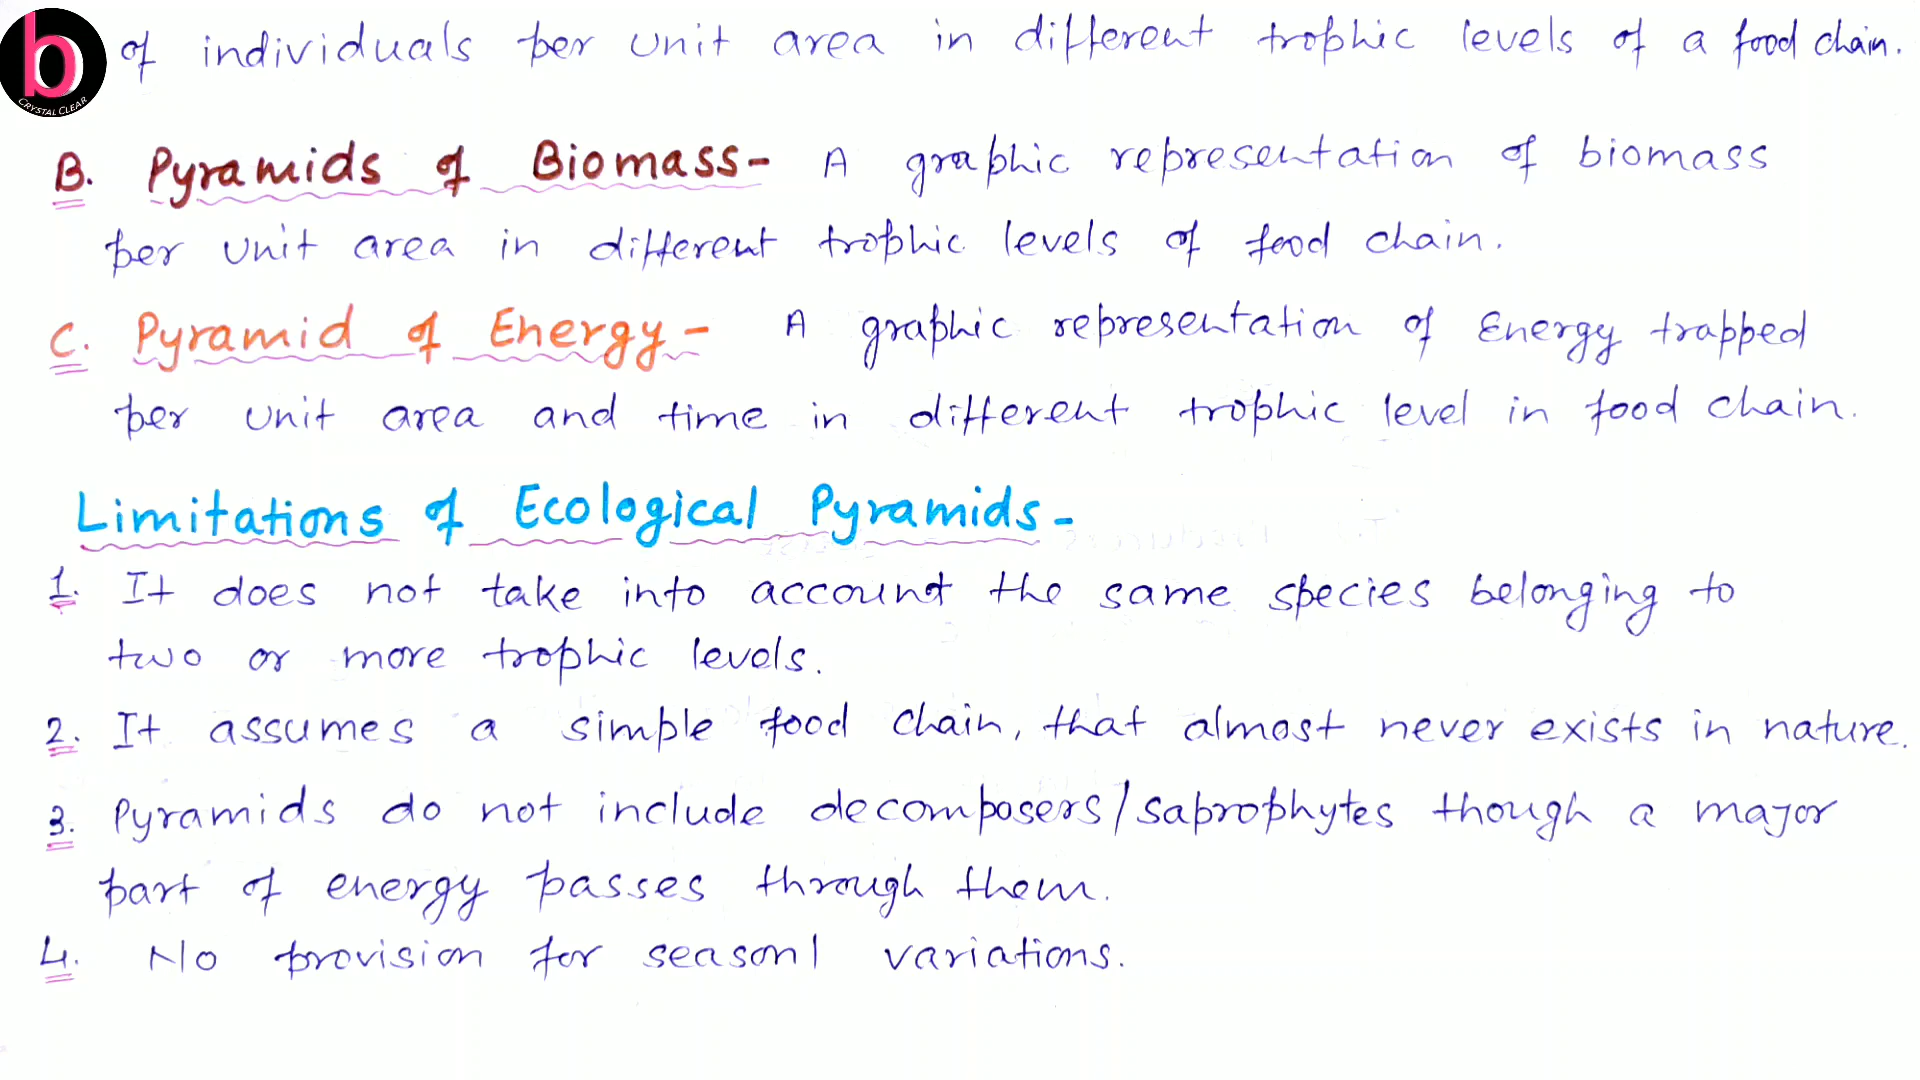 b
CRYSTAL CLEAR
of individuals per unit area in different trophic levels of a food chain.
B. Pyramids of Biomass- A graphic representation of biomass
per unit area in different trophic levels of food chain.
C. Pyramid of Energy- A graphic representation of Energy trapped
per unit area and time in different trophic level in food chain.
Limitations of Ecological Pyramids-
1. It does not take into account the same species belonging to
two or more trophic levels.
2. It assumes a simple food chain, that almost never exists in nature.
3. Pyramids do not include decomposers/saprophytes though a major
part of energy passes through them.
4. No provision for seasonl variations.